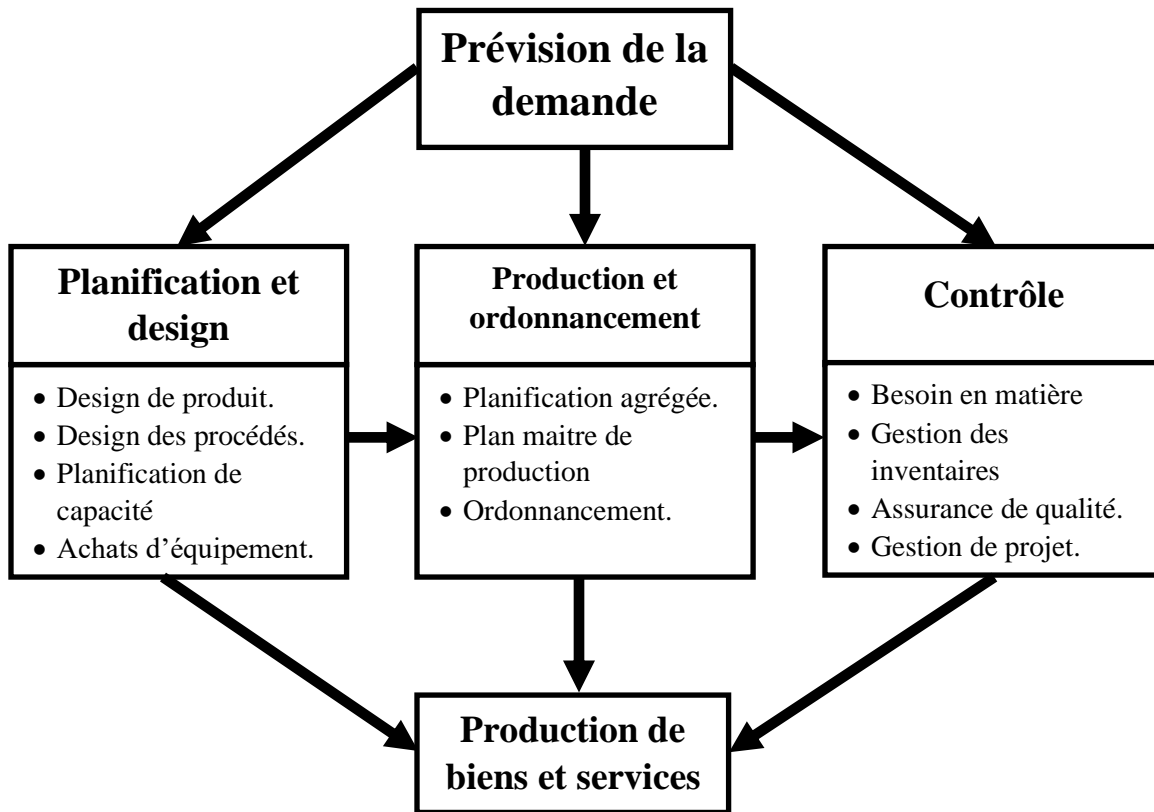 Prévision de la
demande
Planification et
design
• Design de produit.
• Design des procédés.
• Planification de
capacité
• Achats d’équipement.
Production et
ordonnancement
• Planification agrégée.
• Plan maitre de
production
• Ordonnancement.
Contrôle
• Besoin en matière
• Gestion des
inventaires
• Assurance de qualité.
• Gestion de projet.
Production de
biens et services